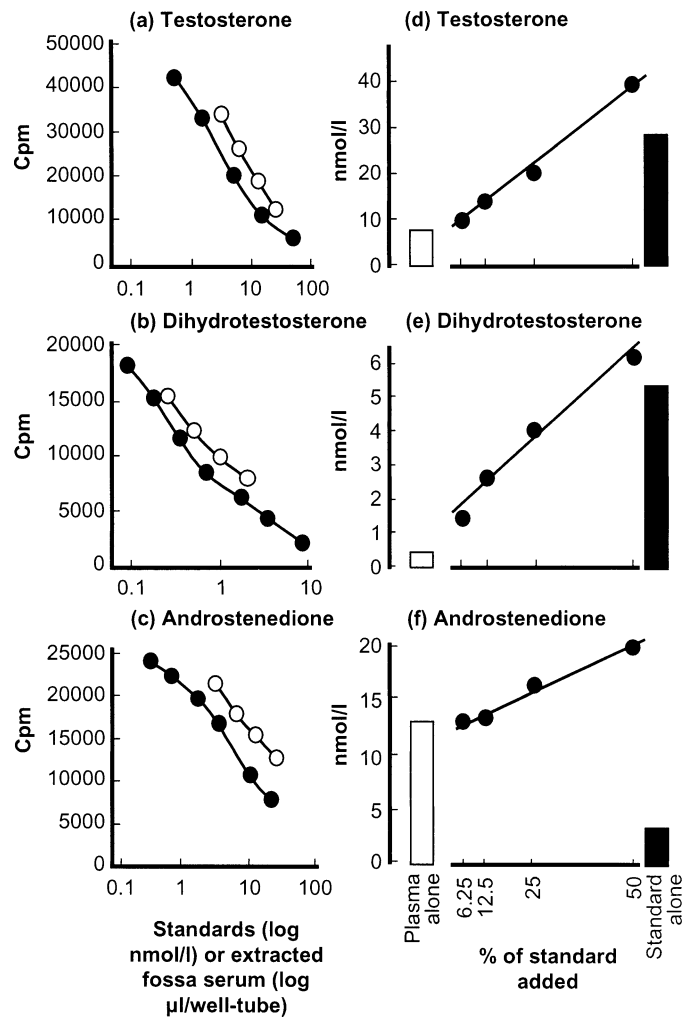 (a) Testosterone
50000
40000
30000
20000
10000
0
Cpm
0.1 1 10 100
(d) Testosterone
40
30
20
10
0
nmol/l
(b) Dihydrotestosterone
20000
15000
10000
5000
0
Cpm
0.1 1 10
(e) Dihydrotestosterone
6
5
4
3
2
1
0
nmol/l
(c) Androstenedione
25000
20000
15000
10000
5000
0
Cpm
0.1 1 10 100
Standards (log
nmol/l) or extracted
fossa serum (log
µl/well-tube)
(f) Androstenedione
20
15
10
5
0
nmol/l
Plasma
alone
6.25
12.5
25
50
Standard
alone
% of standard
added